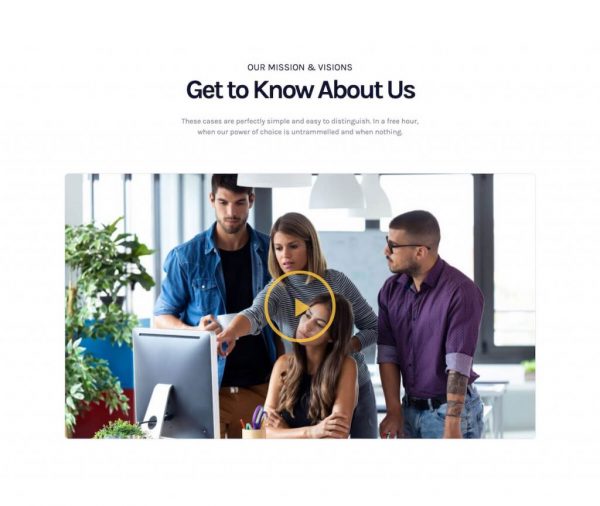 OUR MISSION & VISIONS
Get to Know About Us
These cases are perfectly simple and easy to distinguish. In a free hour,
when our power of choice is untrammelled and when nothing.